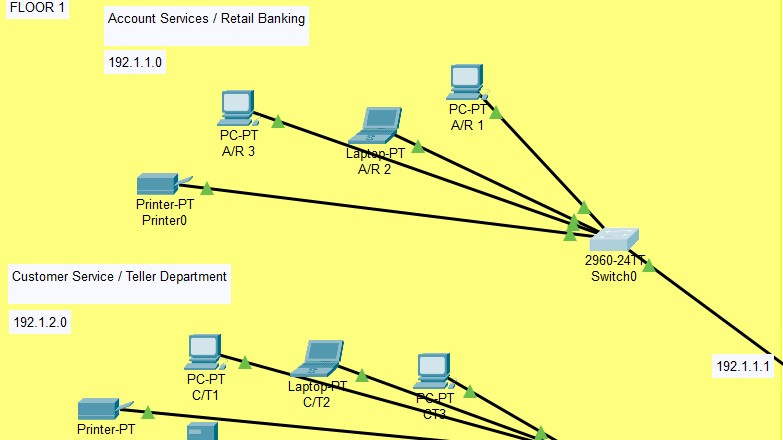 FLOOR 1
Account Services / Retail Banking
192.1.1.0
PC-PT
A/R 1
PC-PT
A/R 3
Laptop-PT
A/R 2
Printer-PT
Printer0
2960-24TT
Switch0
Customer Service / Teller Department
192.1.2.0
192.1.1.1
PC-PT
C/T1
Laptop-PT
C/T2
PC-PT
CT3
Printer-PT